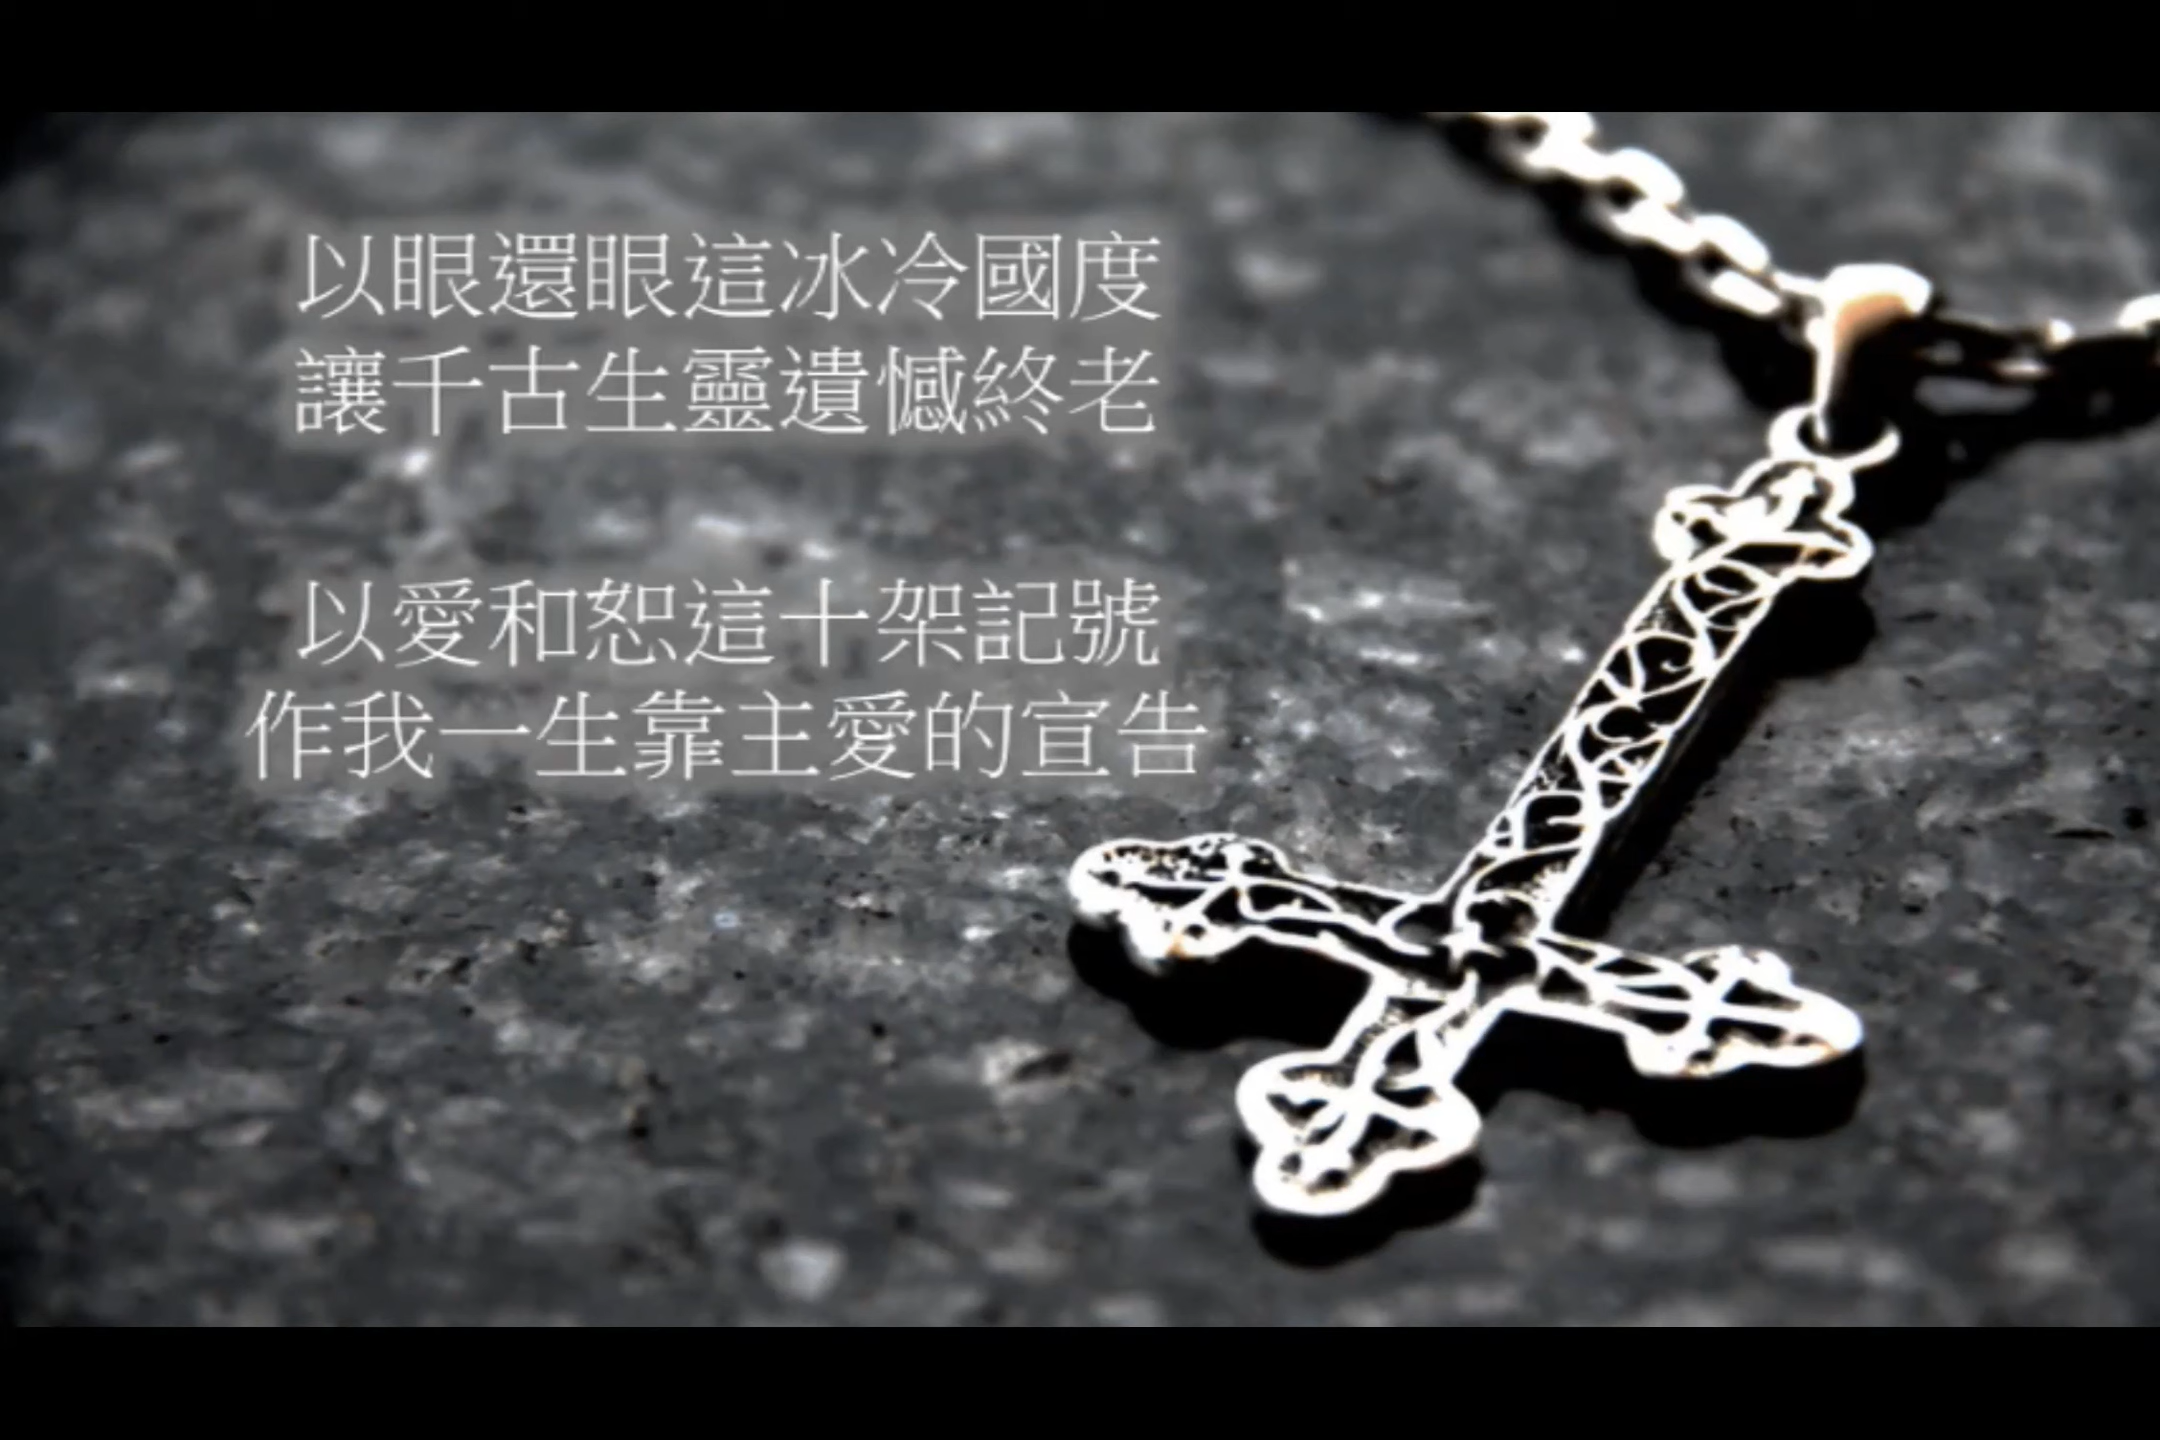 以眼還眼這冰冷國度
讓千古生靈遺憾終老
以愛和恕這十架記號
作我一生靠主愛的宣告